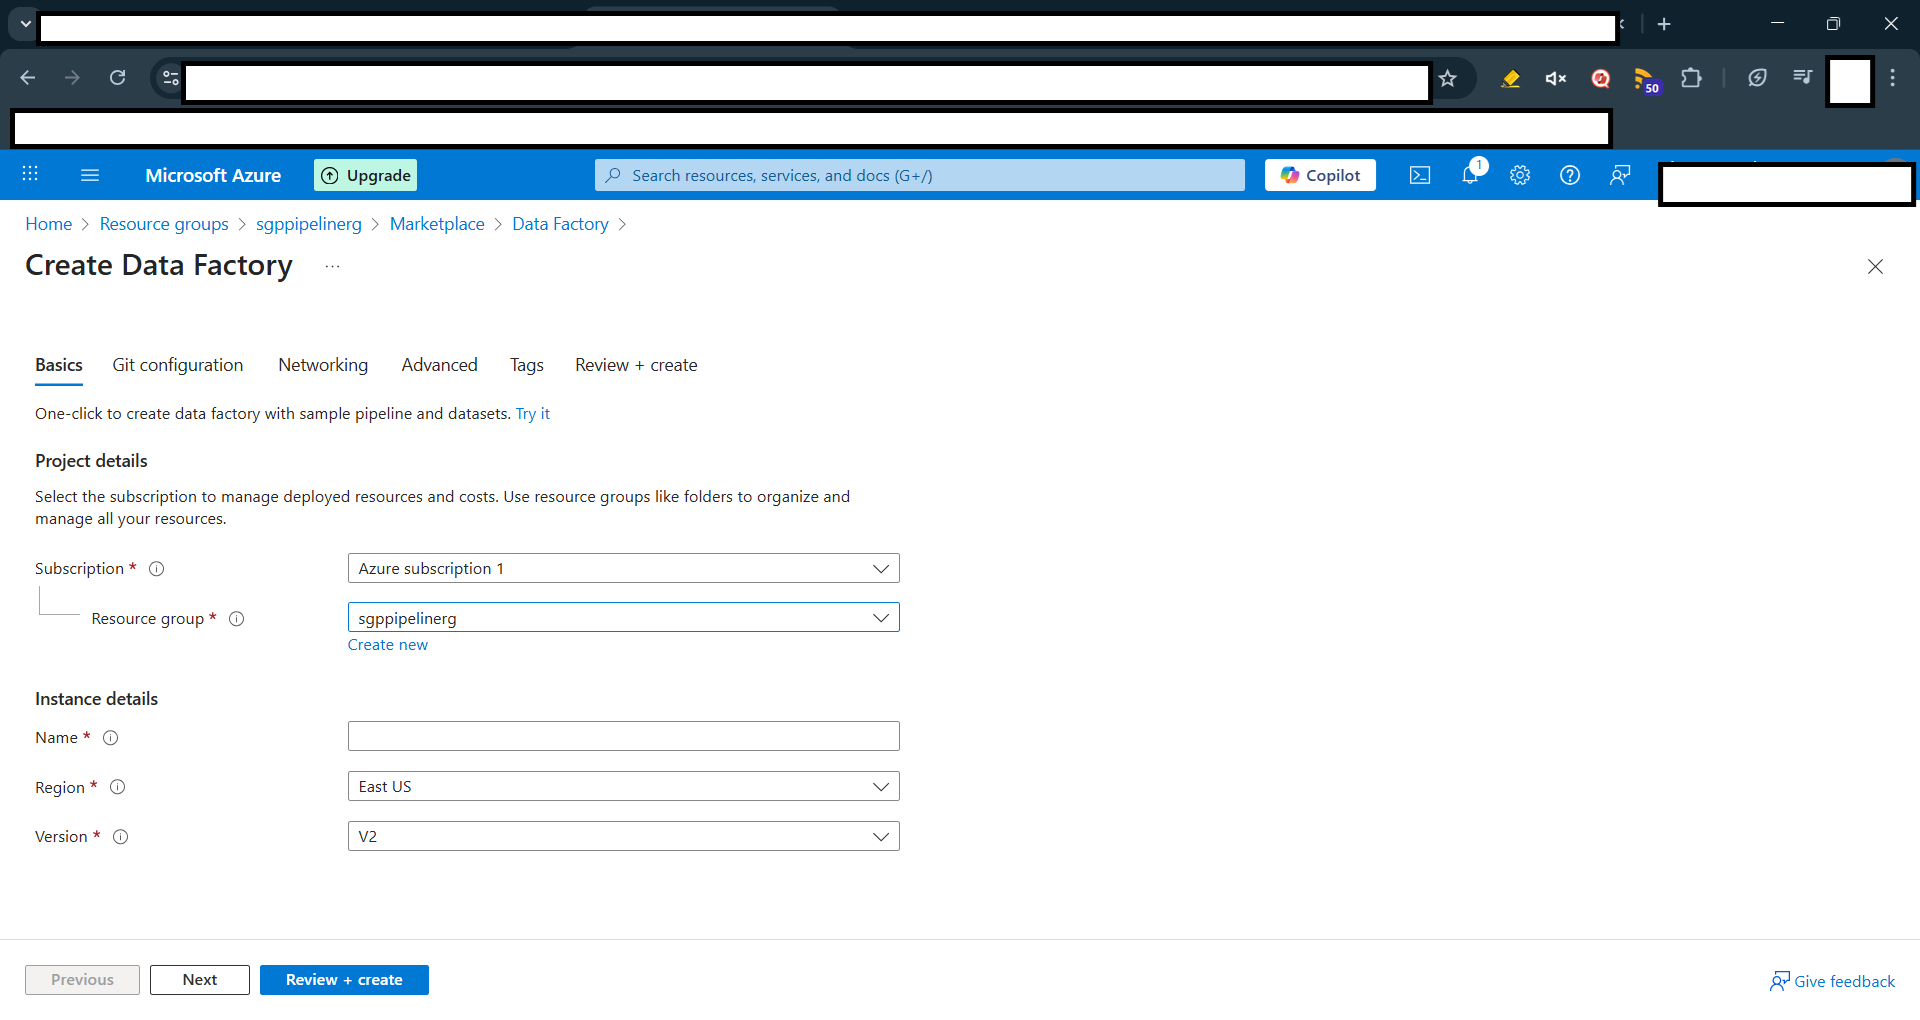 50
Microsoft Azure
Upgrade
Search resources, services, and docs (G+/)
Copilot
1
Home > Resource groups > sgppipelinerg > Marketplace > Data Factory >
Create Data Factory ...
Basics Git configuration Networking Advanced Tags Review + create
One-click to create data factory with sample pipeline and datasets. Try it
Project details
Select the subscription to manage deployed resources and costs. Use resource groups like folders to organize and
manage all your resources.
Subscription *
Azure subscription 1
Resource group *
sgppipelinerg
Create new
Instance details
Name *
Region *
East US
Version *
V2
Previous
Next
Review + create
Give feedback